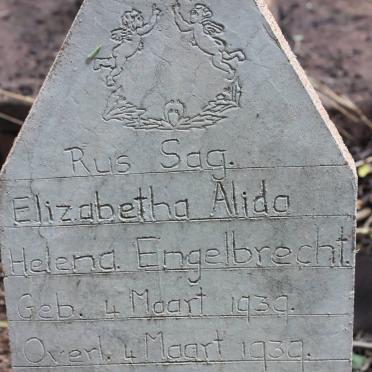 Rus Sag.
Elizabetha Alida
Helena Engelbrecht.
Geb. 4 Maart 1939.
Overl. 4 Maart 1939.